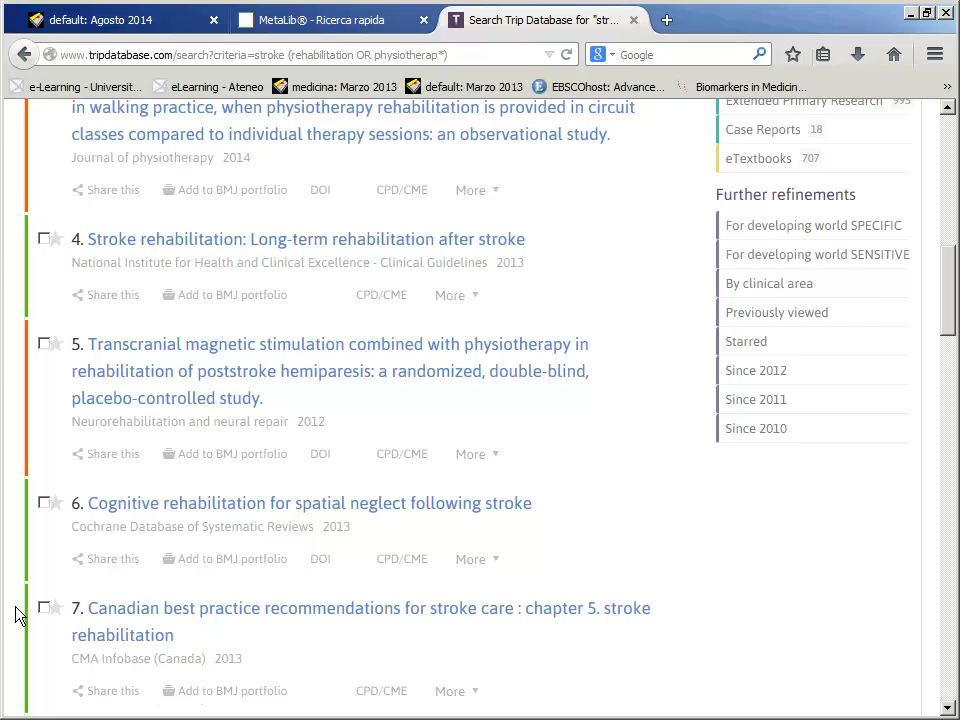 default: Agosto 2014
MetaLib® - Ricerca rapida
Search Trip Database for "str...
www.tripdatabase.com/search?criteria=stroke (rehabilitation OR physiotherap*)
Google
e-Learning - Universit...
eLearning - Ateneo
medicina: Marzo 2013
default: Marzo 2013
EBSCOhost: Advance...
Biomarkers in Medicin...
in walking practice, when physiotherapy rehabilitation is provided in circuit
classes compared to individual therapy sessions: an observational study.
Journal of physiotherapy 2014
Share this Add to BMJ portfolio DOI CPD/CME More
4. Stroke rehabilitation: Long-term rehabilitation after stroke
National Institute for Health and Clinical Excellence - Clinical Guidelines 2013
Share this Add to BMJ portfolio CPD/CME More
5. Transcranial magnetic stimulation combined with physiotherapy in
rehabilitation of poststroke hemiparesis: a randomized, double-blind,
placebo-controlled study.
Neurorehabilitation and neural repair 2012
Share this Add to BMJ portfolio DOI CPD/CME More
6. Cognitive rehabilitation for spatial neglect following stroke
Cochrane Database of Systematic Reviews 2013
Share this Add to BMJ portfolio DOI CPD/CME More
7. Canadian best practice recommendations for stroke care : chapter 5. stroke
rehabilitation
CMA Infobase (Canada) 2013
Share this Add to BMJ portfolio CPD/CME More
Extended Primary Research 993
Case Reports 18
eTextbooks 707
Further refinements
For developing world SPECIFIC
For developing world SENSITIVE
By clinical area
Previously viewed
Starred
Since 2012
Since 2011
Since 2010